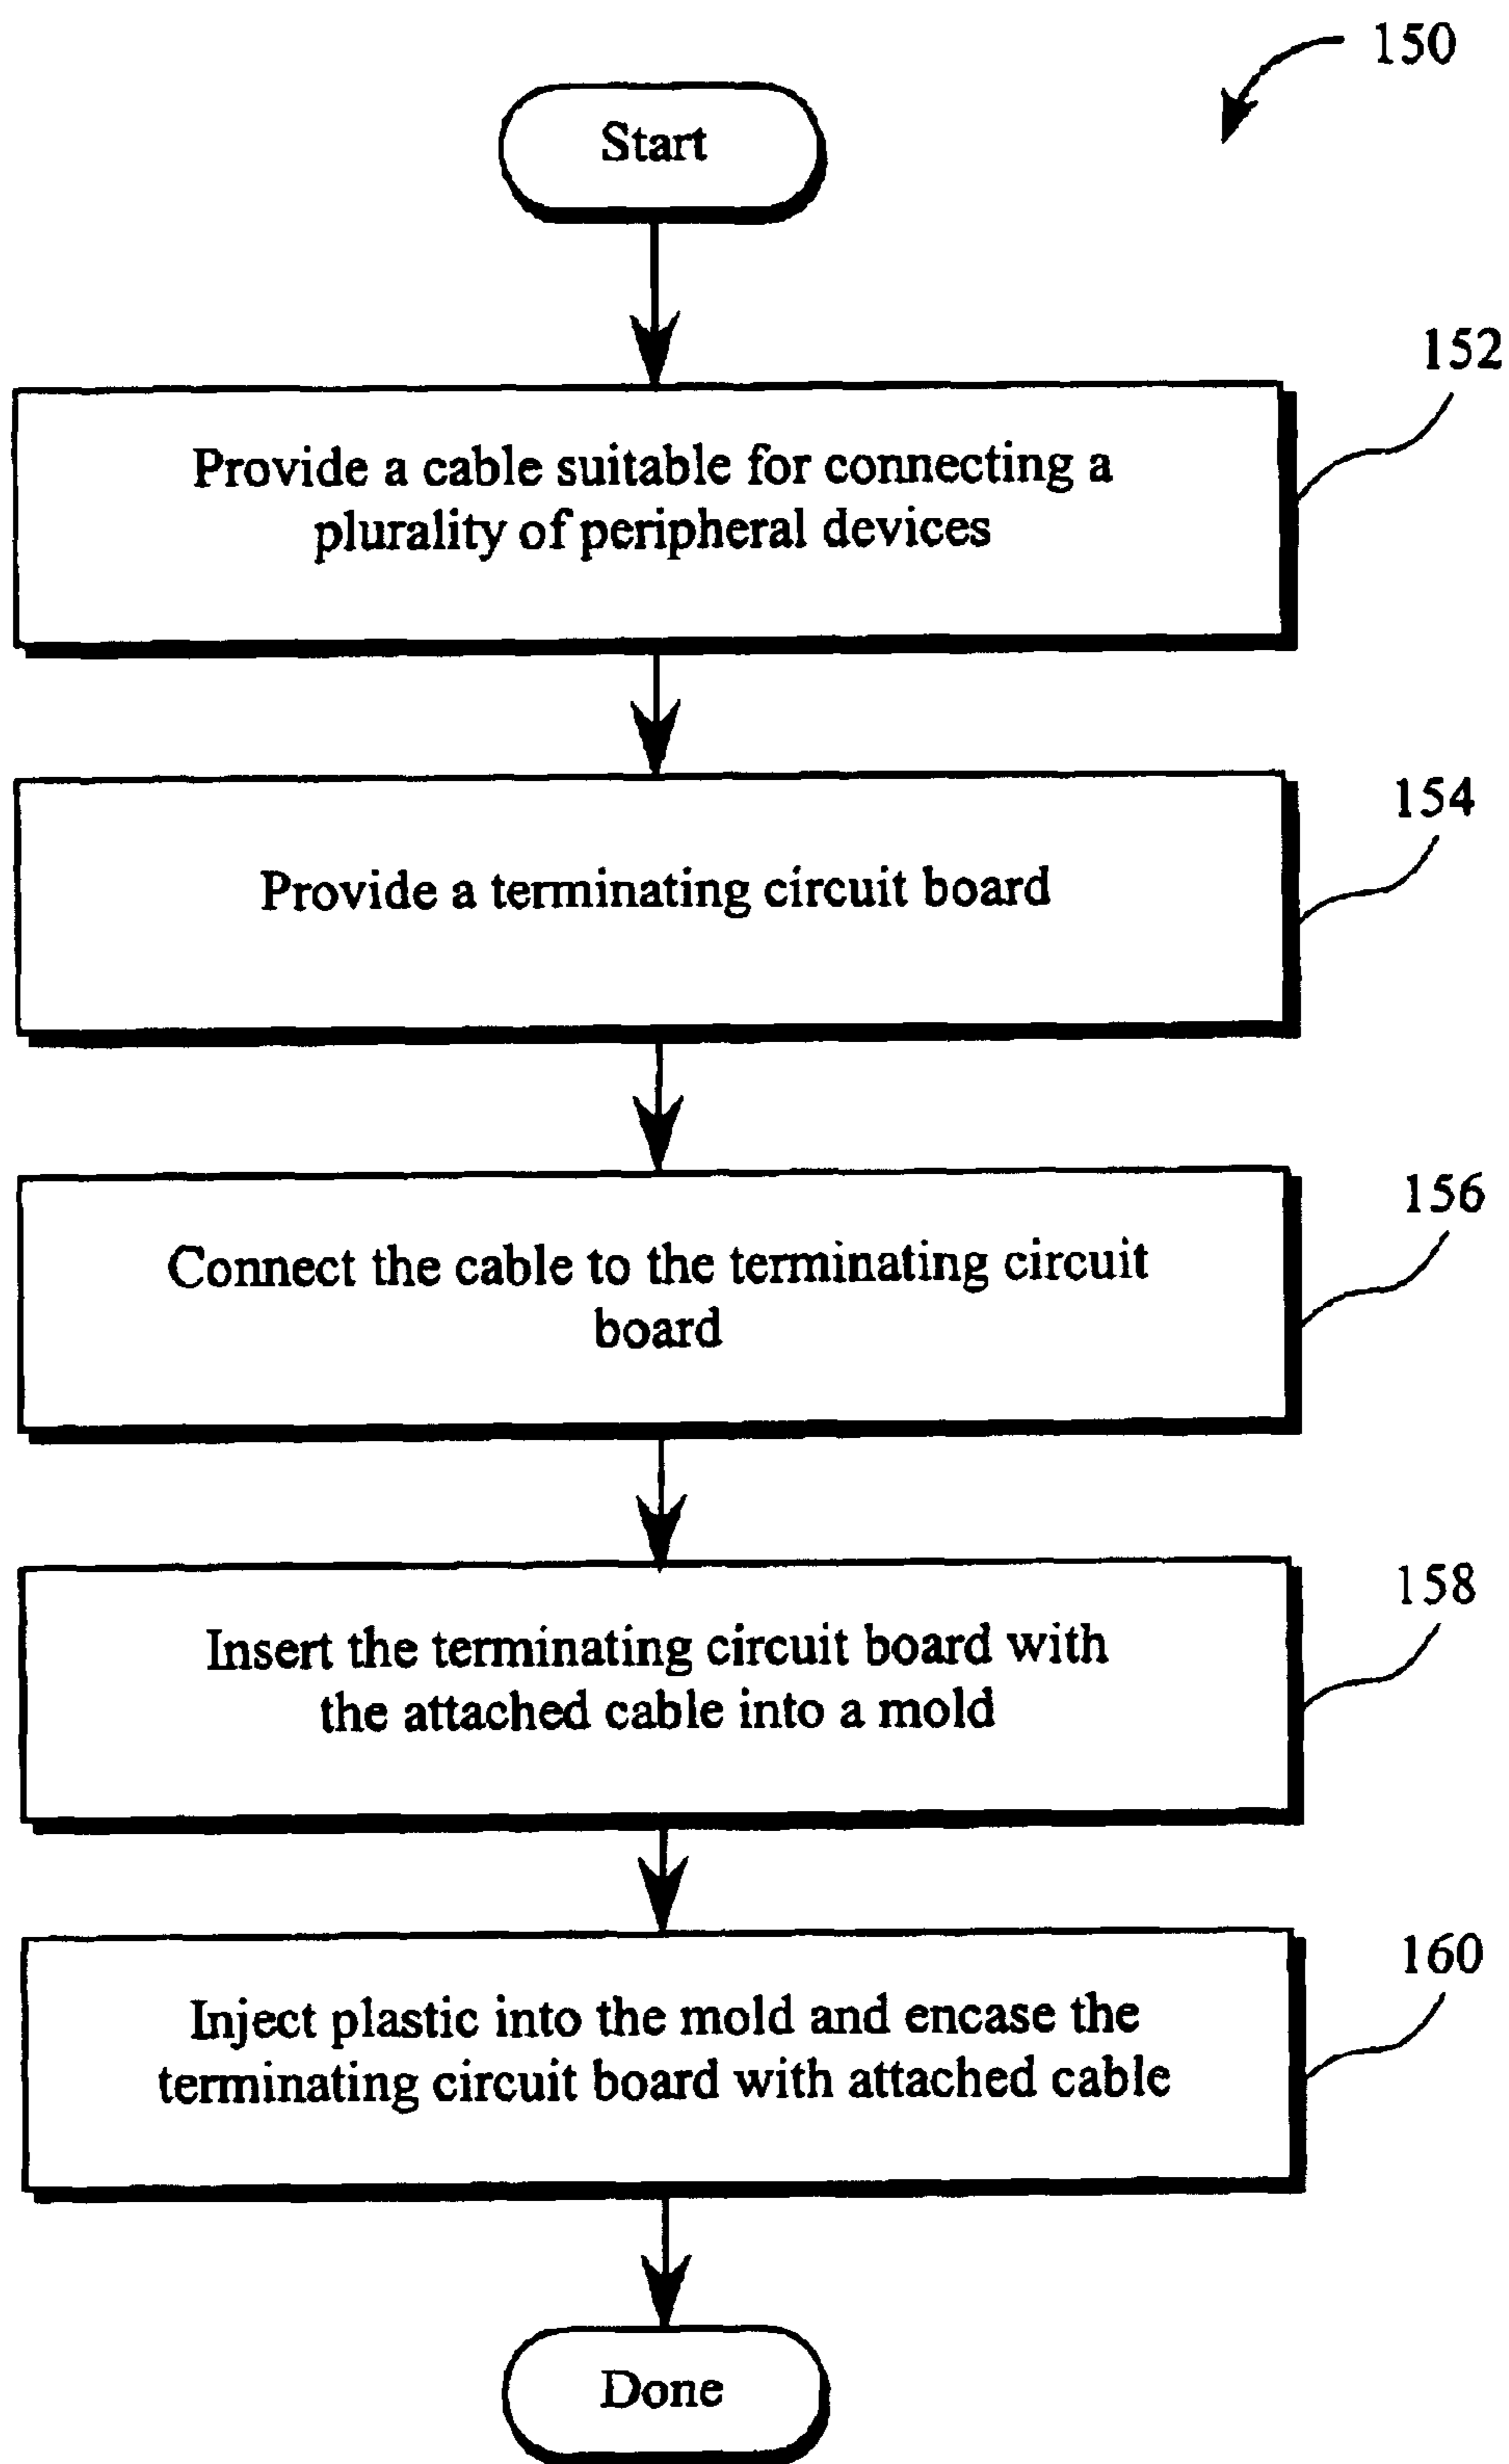 150
Start
152
Provide a cable suitable for connecting a
plurality of peripheral devices
154
Provide a terminating circuit board
156
Connect the cable to the terminating circuit
board
158
Insert the terminating circuit board with
the attached cable into a mold
160
Inject plastic into the mold and encase the
terminating circuit board with attached cable
Done